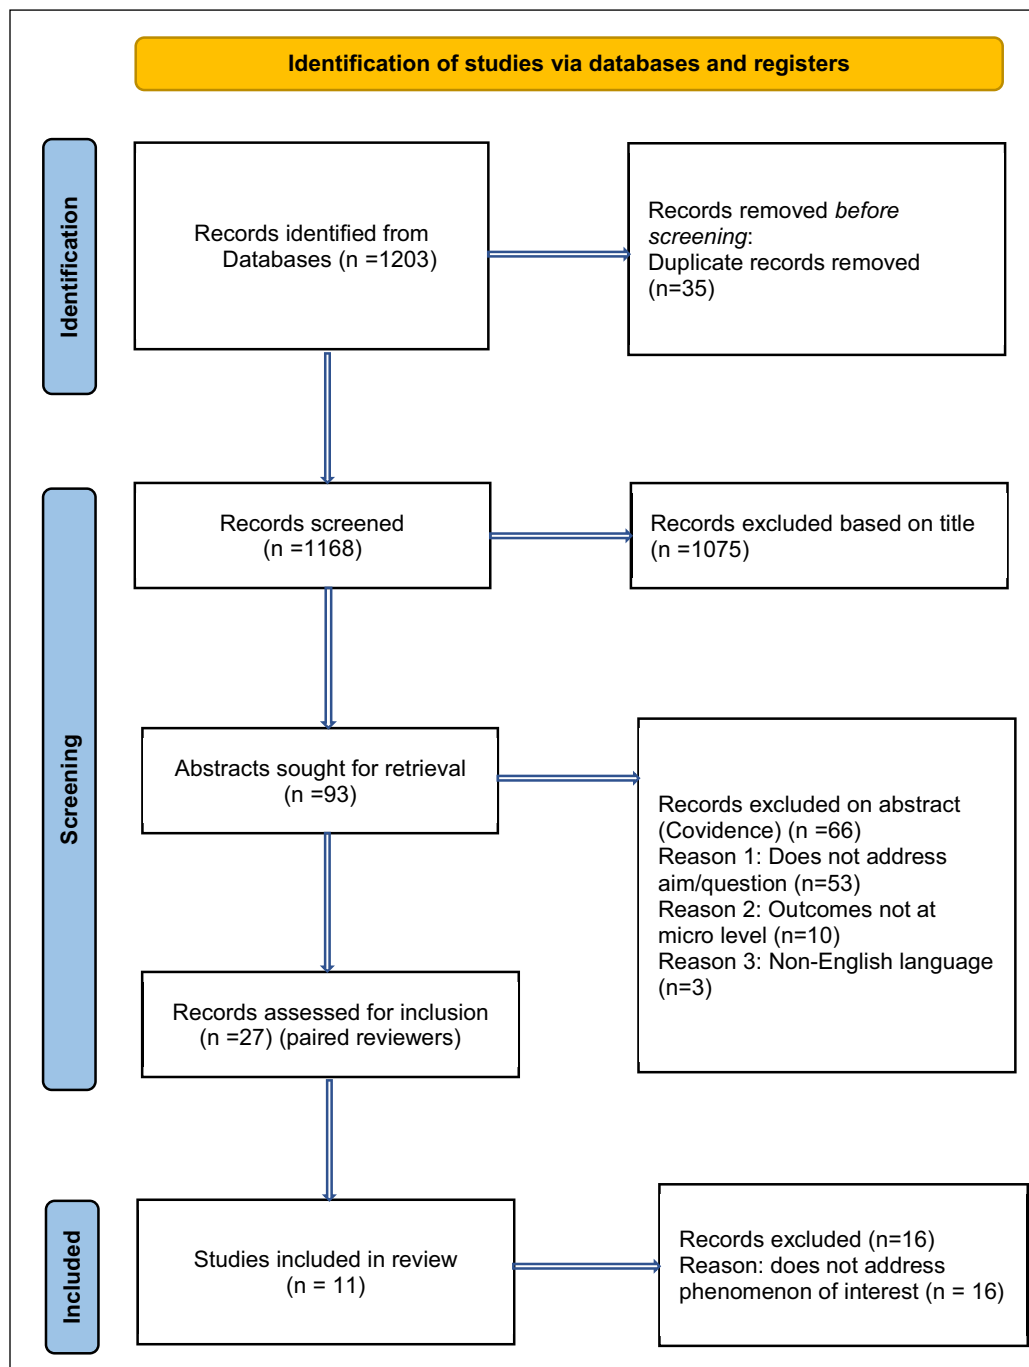 Identification of studies via databases and registers
Identification
Records identified from
Databases (n =1203)
Records removed before
screening:
Duplicate records removed
(n=35)
Screening
Records screened
(n =1168)
Records excluded based on title
(n =1075)
Abstracts sought for retrieval
(n =93)
Records excluded on abstract
(Covidence) (n =66)
Reason 1: Does not address
aim/question (n=53)
Reason 2: Outcomes not at
micro level (n=10)
Reason 3: Non-English language
(n=3)
Records assessed for inclusion
(n =27) (paired reviewers)
Included
Studies included in review
(n = 11)
Records excluded (n=16)
Reason: does not address
phenomenon of interest (n = 16)